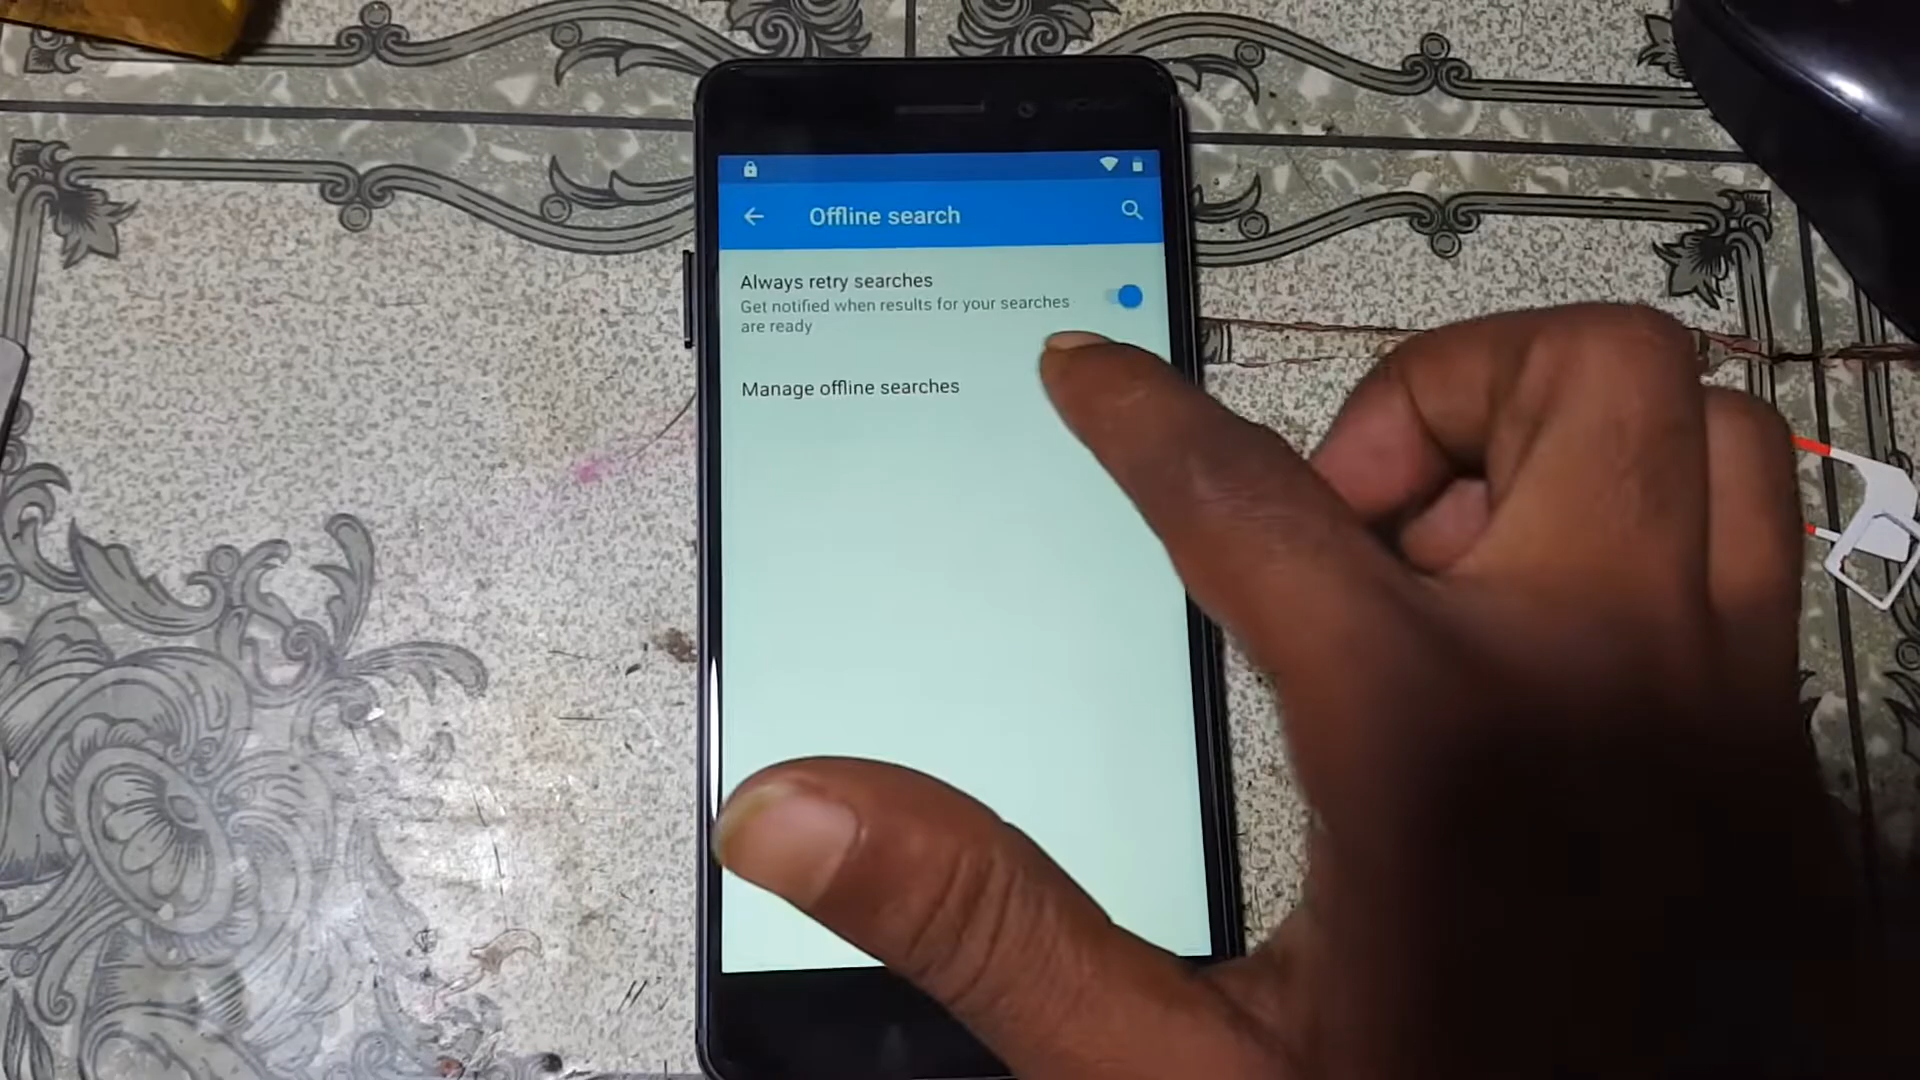 Offline search
Always retry searches
Get notified when results for your searches
are ready
Manage offline searches